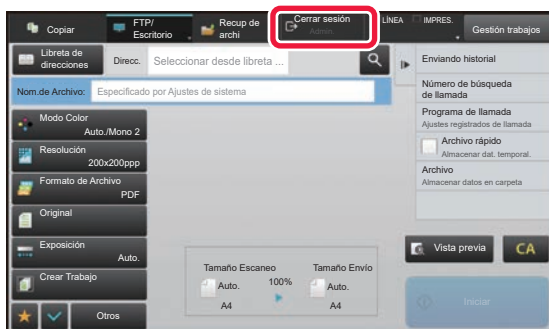 Copiar
FTP/
Escritorio
Recup de
archi
Cerrar sesión
Admin.
LÍNEA
IMPRES.
Gestión trabajos
Libreta de
direcciones
Direcc.
Seleccionar desde libreta ...
Nom.de Archivo:
Especificado por Ajustes de sistema
Modo Color
Auto./Mono 2
Resolución
200x200ppp
Formato de Archivo
PDF
Original
Exposición
Auto.
Crear Trabajo
Otros
Tamaño Escaneo
Auto.
A4
100%
Tamaño Envío
Auto.
A4
Enviando historial
Número de búsqueda
de llamada
Programa de llamada
Ajustes registrados de llamada
Archivo rápido
Almacenar dat. temporal.
Archivo
Almacenar datos en carpeta
Vista previa
CA
Iniciar